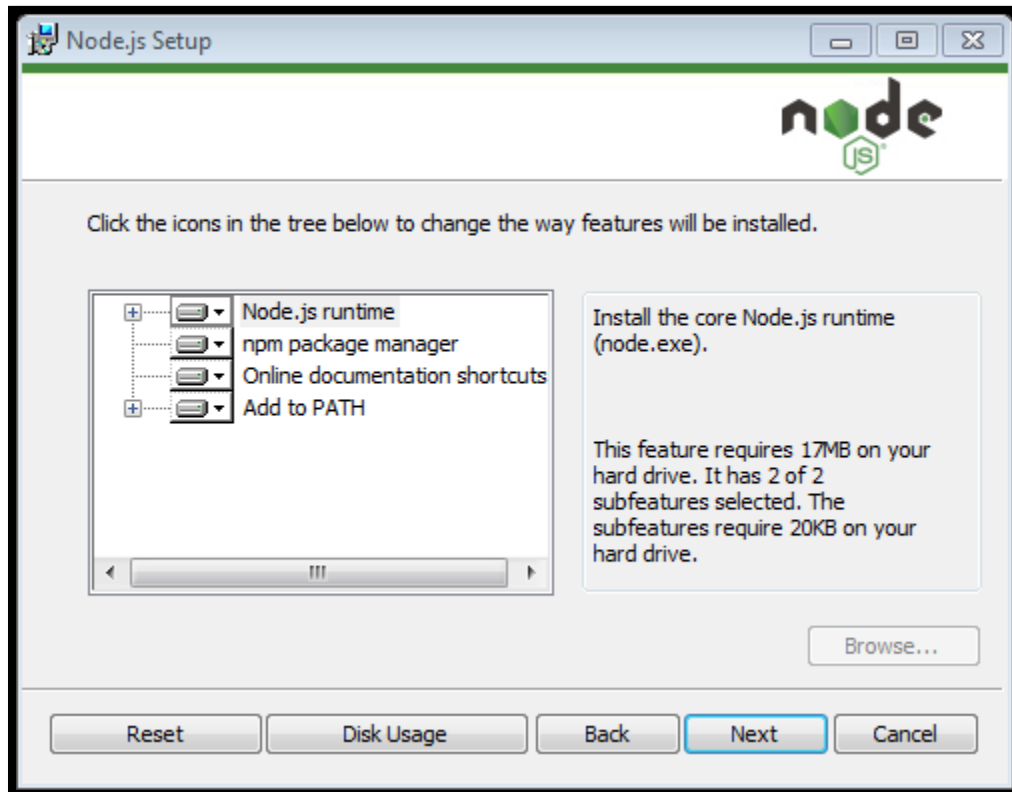 Node.js Setup
node
JS
Click the icons in the tree below to change the way features will be installed.
Node.js runtime
npm package manager
Online documentation shortcuts
Add to PATH
Install the core Node.js runtime
(node.exe).
This feature requires 17MB on your
hard drive. It has 2 of 2
subfeatures selected. The
subfeatures require 20KB on your
hard drive.
Browse...
Reset
Disk Usage
Back
Next
Cancel